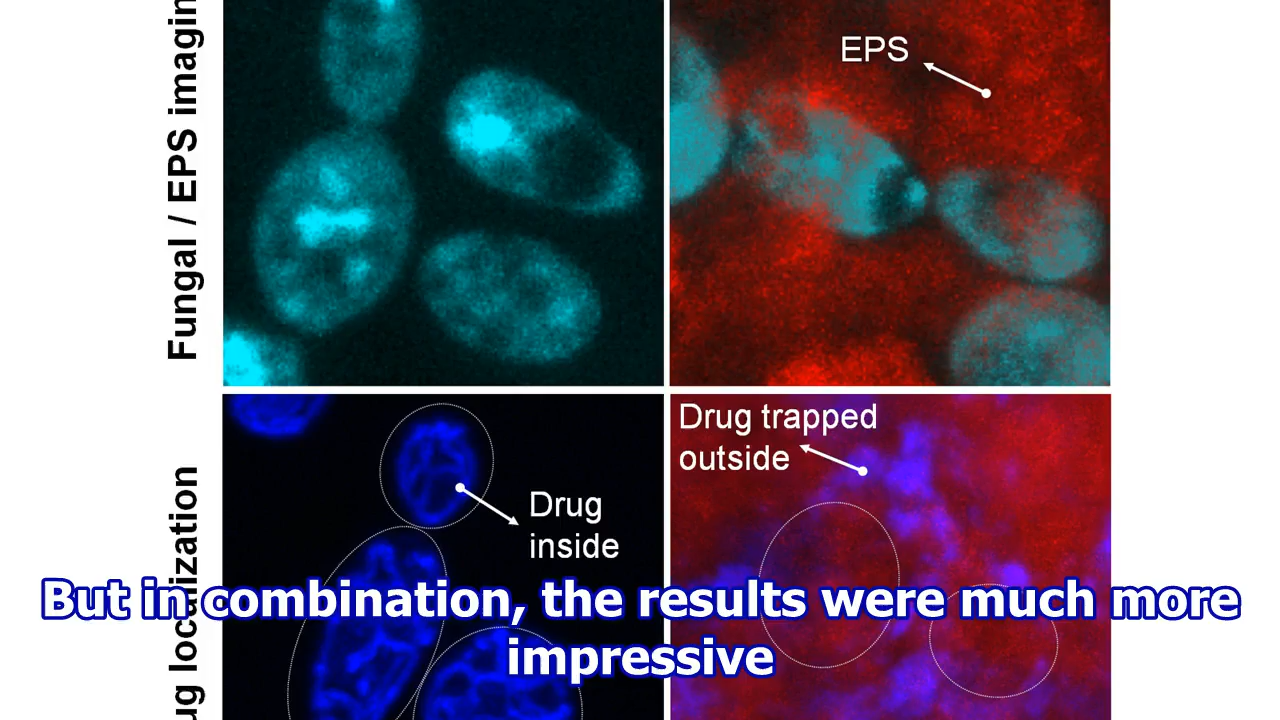 Fungal / EPS imagin
EPS
Drug trapped
outside
Drug
inside
ug localization
But in combination, the results were much more
impressive